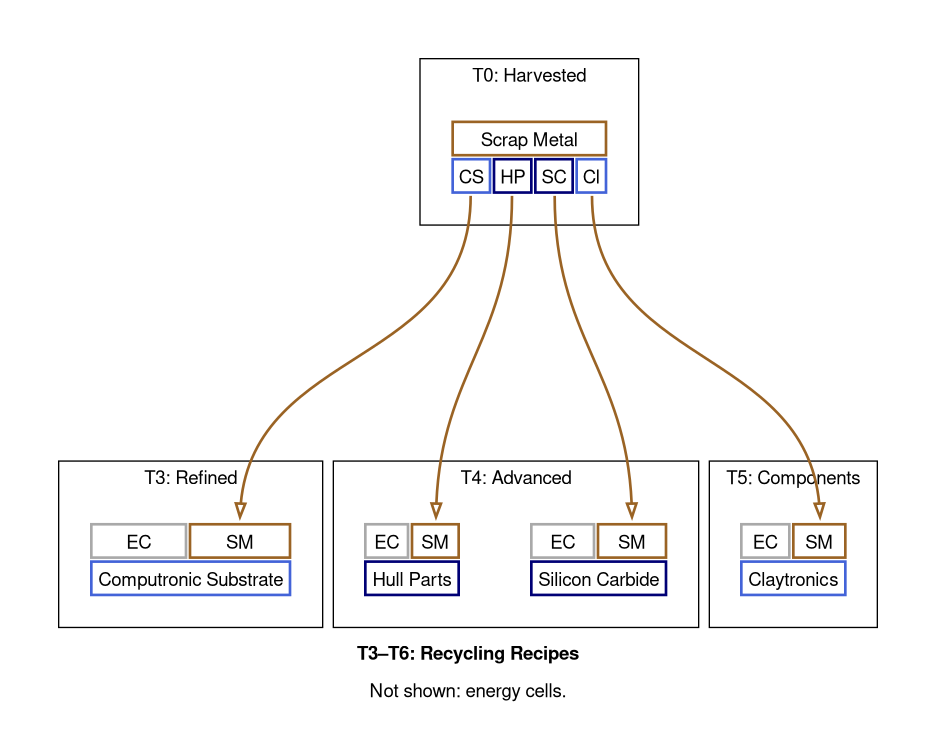 T0: Harvested
Scrap Metal
CS HP SC Cl
T3: Refined T4: Advanced T5: Components
EC SM EC SM EC SM EC SM
Computronic Substrate Hull Parts Silicon Carbide Claytronics
T3–T6: Recycling Recipes
Not shown: energy cells.